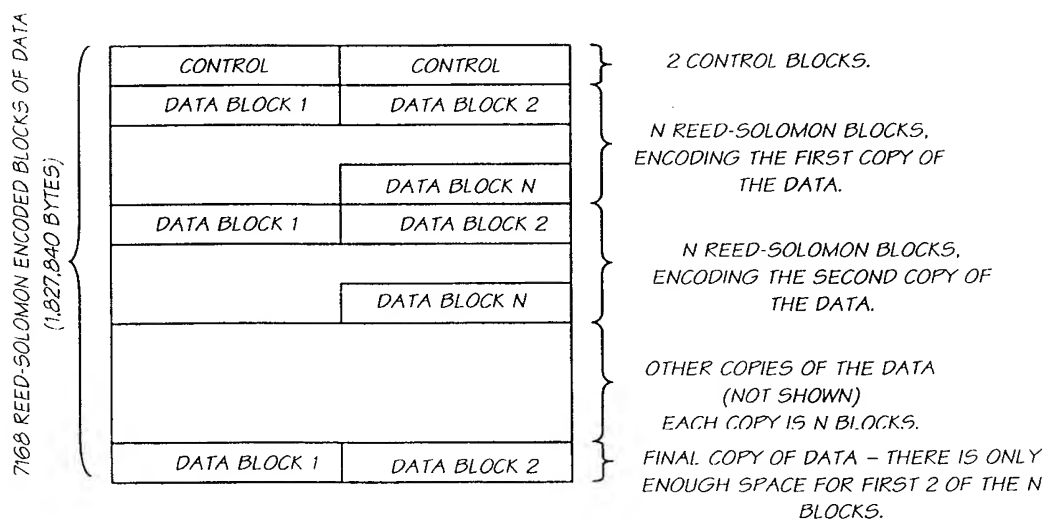 7168 REED-SOLOMON ENCODED BLOCKS OF DATA
(1,827,840 BYTES)
CONTROL CONTROL
2 CONTROL BLOCKS.
DATA BLOCK 1 DATA BLOCK 2
N REED-SOLOMON BLOCKS,
ENCODING THE FIRST COPY OF
THE DATA.
DATA BLOCK N
DATA BLOCK 1 DATA BLOCK 2
N REED-SOLOMON BLOCKS,
ENCODING THE SECOND COPY OF
THE DATA.
DATA BLOCK N
OTHER COPIES OF THE DATA
(NOT SHOWN)
EACH COPY IS N BLOCKS.
DATA BLOCK 1 DATA BLOCK 2
FINAL COPY OF DATA – THERE IS ONLY
ENOUGH SPACE FOR FIRST 2 OF THE N
BLOCKS.